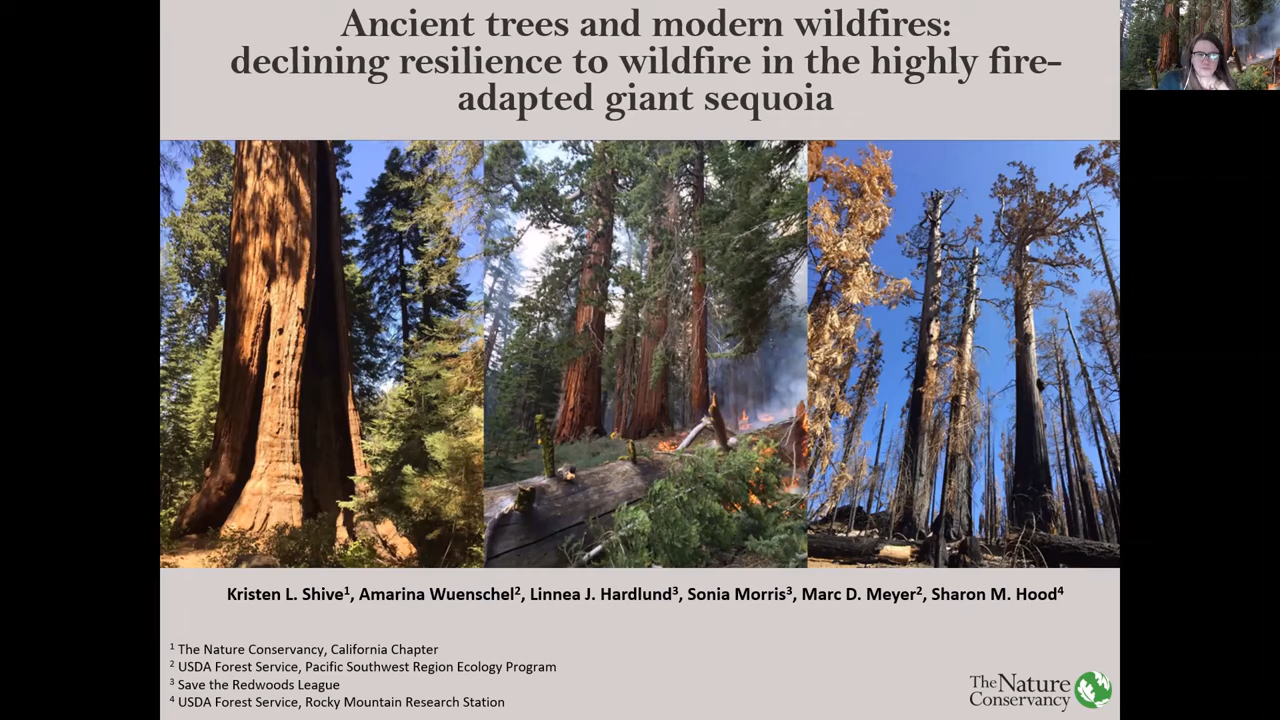 Ancient trees and modern wildfires:
declining resilience to wildfire in the highly fire-
adapted giant sequoia
Kristen L. Shive¹, Amarina Wuenschel², Linnea J. Hardlund³, Sonia Morris³, Marc D. Meyer², Sharon M. Hood⁴
¹ The Nature Conservancy, California Chapter
² USDA Forest Service, Pacific Southwest Region Ecology Program
³ Save the Redwoods League
⁴ USDA Forest Service, Rocky Mountain Research Station
The Nature
Conservancy